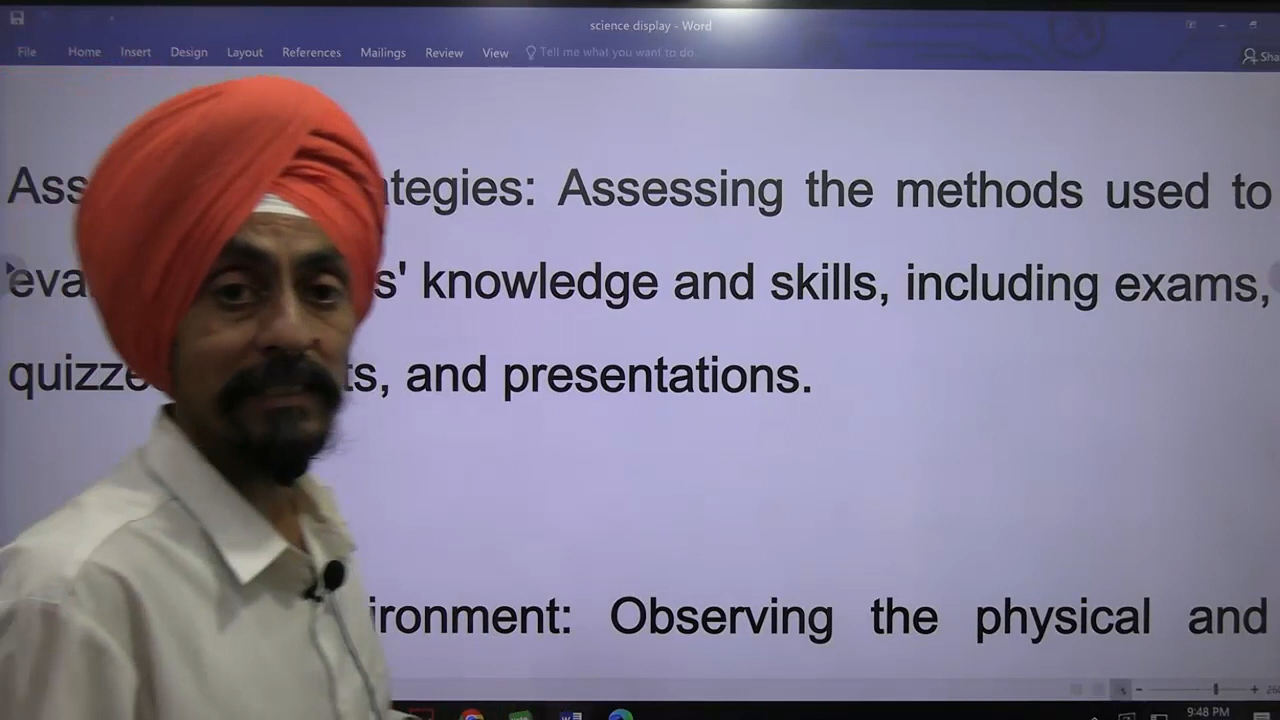 science display - Word
File Home Insert Design Layout References Mailings Review View Tell me what you want to do
Sha
Ass tegies: Assessing the methods used to
eva s' knowledge and skills, including exams,
quizze ts, and presentations.
ironment: Observing the physical and
9:48 PM